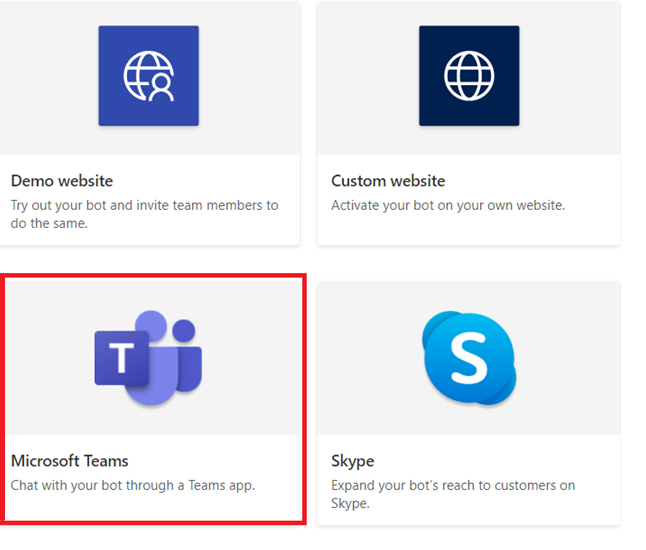 Demo website
Try out your bot and invite team members to
do the same.
Custom website
Activate your bot on your own website.
T
Microsoft Teams
Chat with your bot through a Teams app.
S
Skype
Expand your bot’s reach to customers on
Skype.